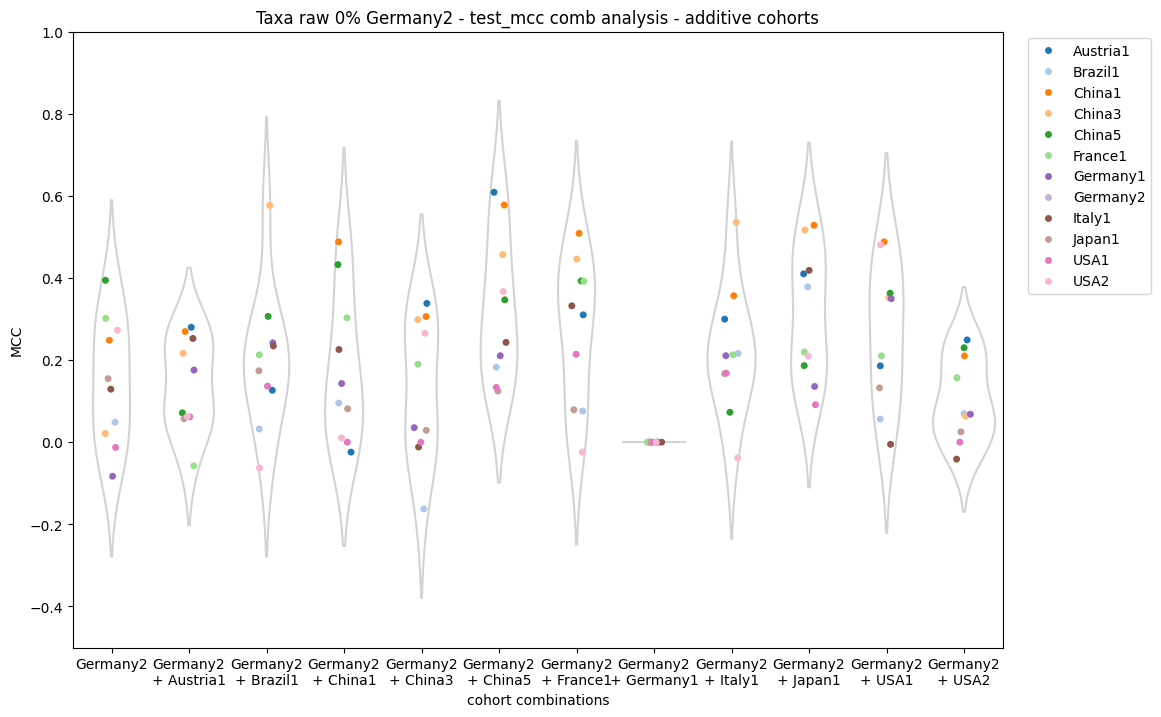 Taxa raw 0% Germany2 - test_mcc comb analysis - additive cohorts
MCC
1.0
0.8
0.6
0.4
0.2
0.0
−0.2
−0.4
Germany2
Germany2
+ Austria1
Germany2
+ Brazil1
Germany2
+ China1
Germany2
+ China3
Germany2
+ China5
Germany2
+ France1
Germany2
+ Germany1
Germany2
+ Italy1
Germany2
+ Japan1
Germany2
+ USA1
Germany2
+ USA2
cohort combinations
Austria1
Brazil1
China1
China3
China5
France1
Germany1
Germany2
Italy1
Japan1
USA1
USA2